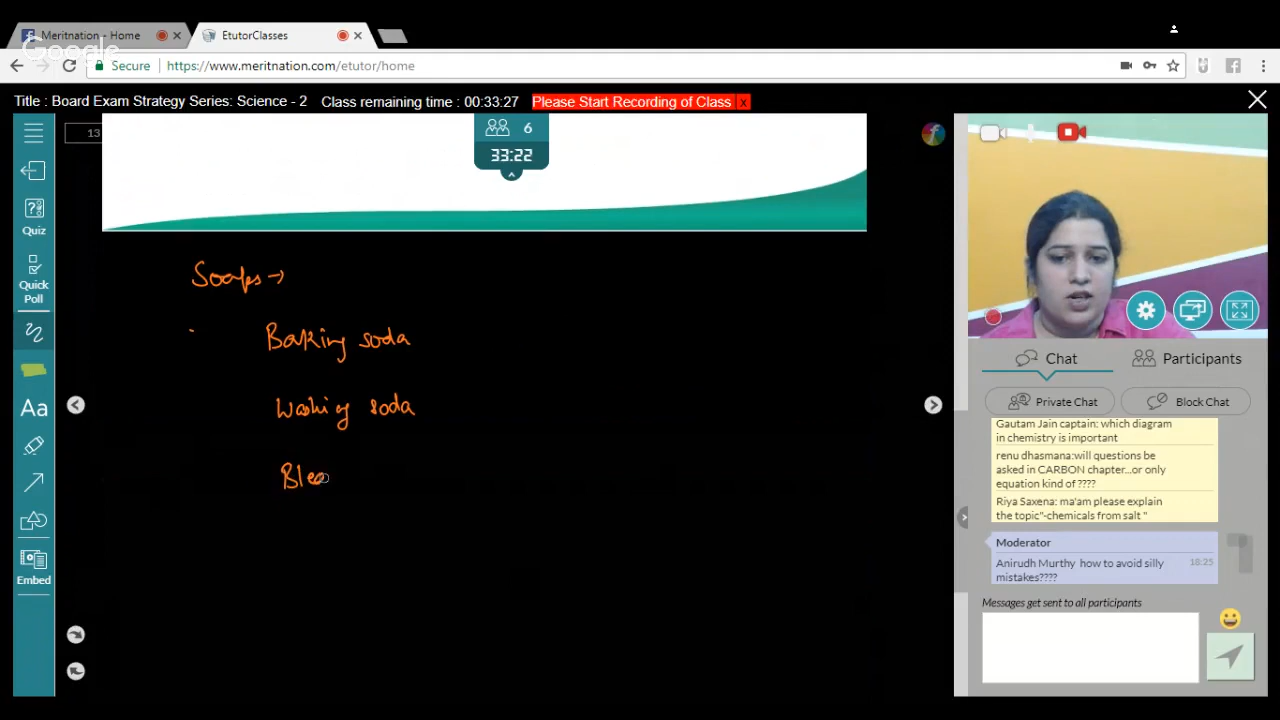 Meritnation - Home
EtutorClasses
Google
Secure https://www.meritnation.com/etutor/home
Title : Board Exam Strategy Series: Science - 2 Class remaining time : 00:33:27 Please Start Recording of Class x
13
6
33:22
Quiz
Quick
Poll
Aa
Embed
Soaps →
Baking soda
Washing soda
Blea
Chat
Participants
Private Chat
Block Chat
Gautam Jain captain: which diagram
in chemistry is important
renu dhasmana:will questions be
asked in CARBON chapter...or only
equation kind of ????
Riya Saxena: ma'am please explain
the topic"-chemicals from salt "
Moderator
Anirudh Murthy how to avoid silly 18:25
mistakes????
Messages get sent to all participants